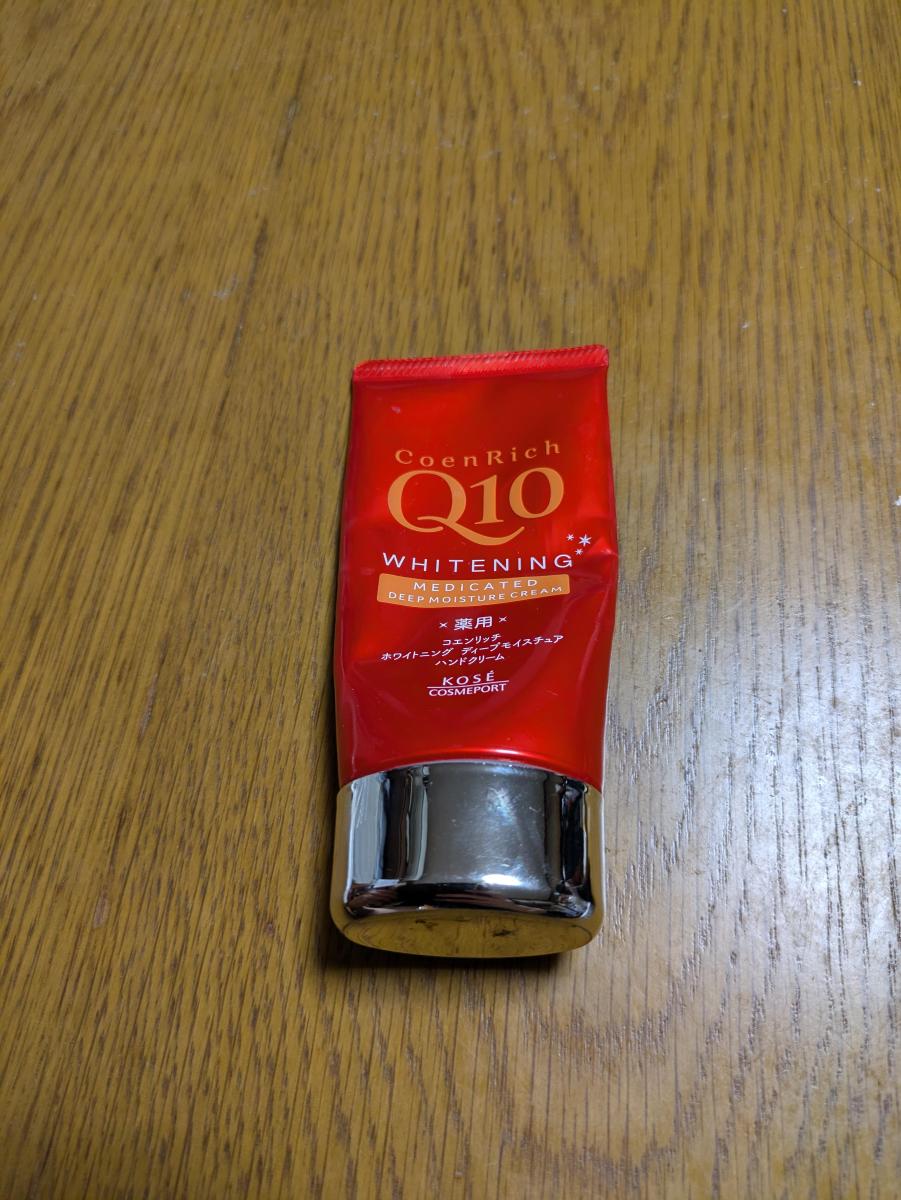 CoenRich
Q10
WHITENING
MEDICATED
DEEP MOISTURE CREAM
× 薬用 ×
コエンリッチ
ホワイトニング ディープモイスチュア
ハンドクリーム
KOSÉ
COSMEPORT